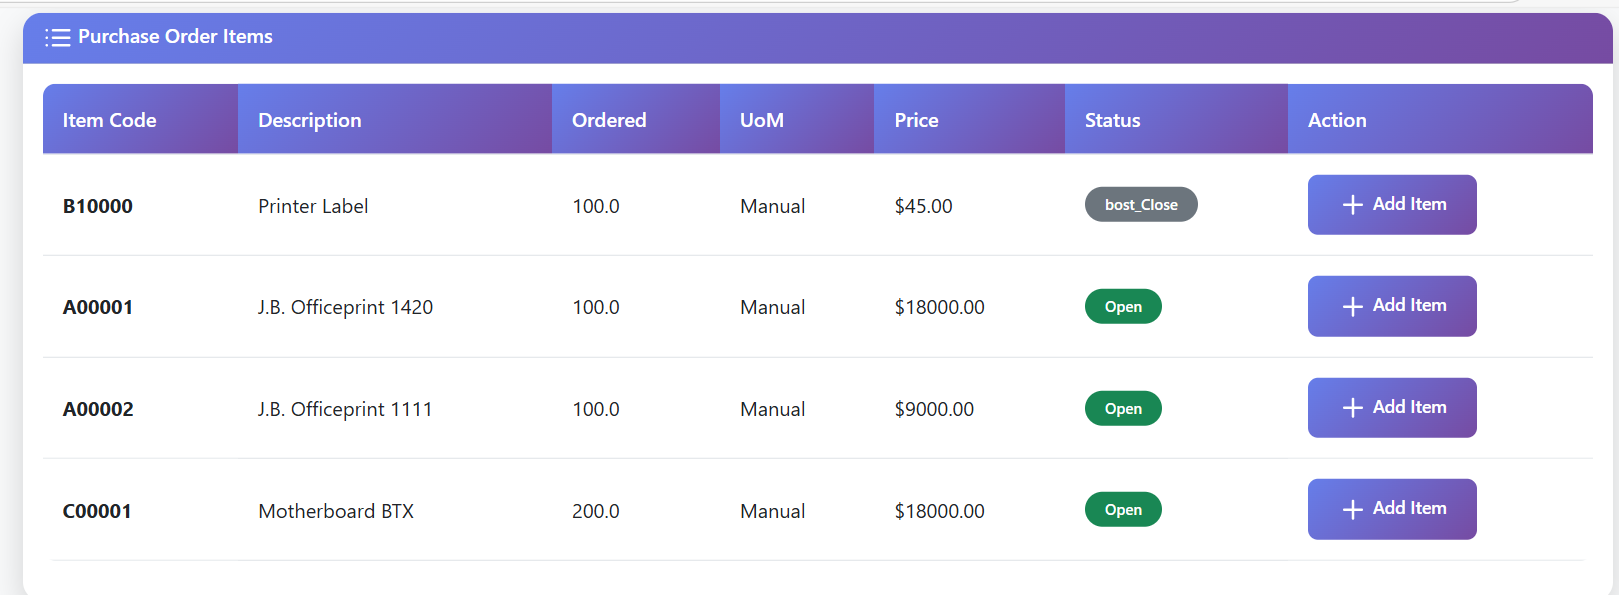 Purchase Order Items
Item Code Description Ordered UoM Price Status Action
B10000 Printer Label 100.0 Manual $45.00 bost_Close Add Item
A00001 J.B. Officeprint 1420 100.0 Manual $18000.00 Open Add Item
A00002 J.B. Officeprint 1111 100.0 Manual $9000.00 Open Add Item
C00001 Motherboard BTX 200.0 Manual $18000.00 Open Add Item